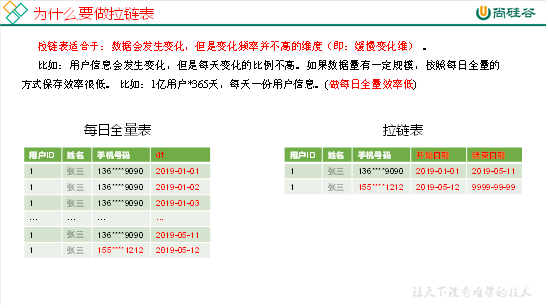 为什么要做拉链表
尚硅谷
拉链表适合于：数据会发生变化，但是变化频率并不高的维度（即：缓慢变化维）。
比如：用户信息会发生变化，但是每天变化的比例不高。如果数据量有一定规模，按照每日全量的
方式保存效率很低。 比如：1亿用户*365天，每天一份用户信息。(做每日全量效率低)
每日全量表
用户ID 姓名 手机号码 dt
1 张三 136****9090 2019-01-01
1 张三 136****9090 2019-01-02
1 张三 136****9090 2019-01-03
... ... ... ...
1 张三 136****9090 2019-05-11
1 张三 155****1212 2019-05-12
拉链表
用户ID 姓名 手机号码 开始日期 结束日期
1 张三 136****9090 2019-01-01 2019-05-11
1 张三 155****1212 2019-05-12 9999-99-99
让天下没有难学的技术